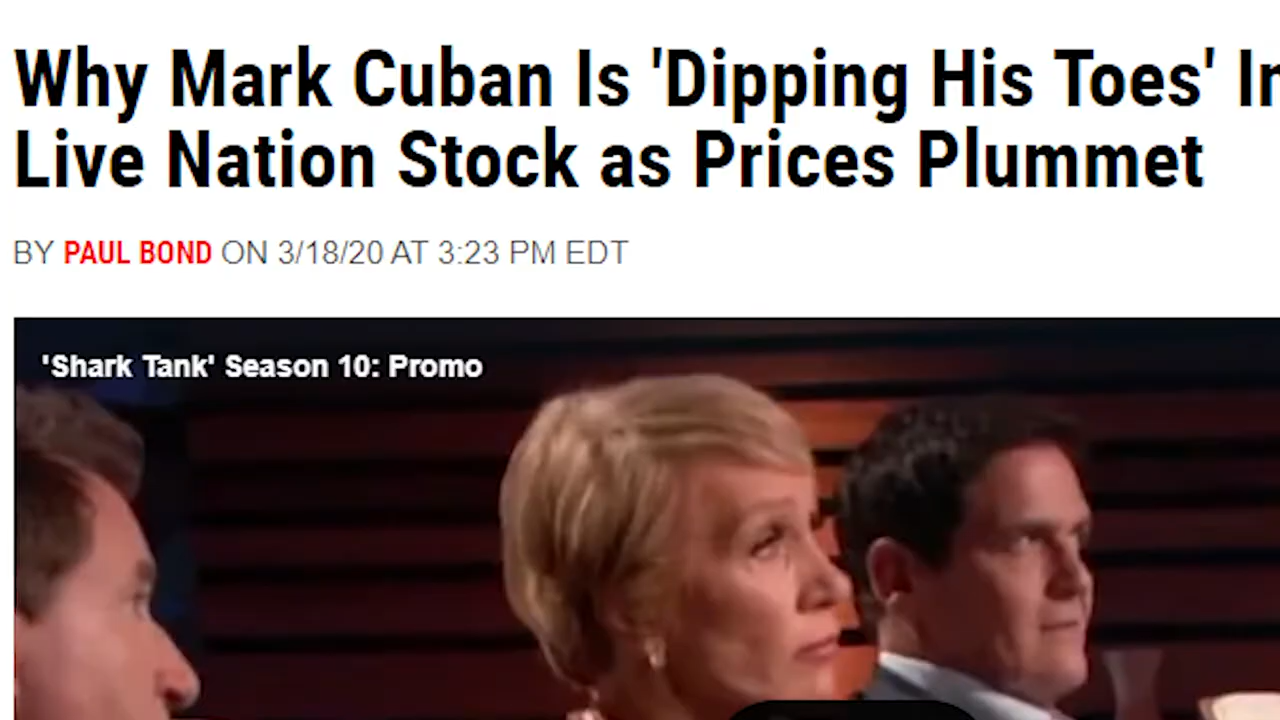 Why Mark Cuban Is 'Dipping His Toes' In
Live Nation Stock as Prices Plummet
BY PAUL BOND ON 3/18/20 AT 3:23 PM EDT
'Shark Tank' Season 10: Promo